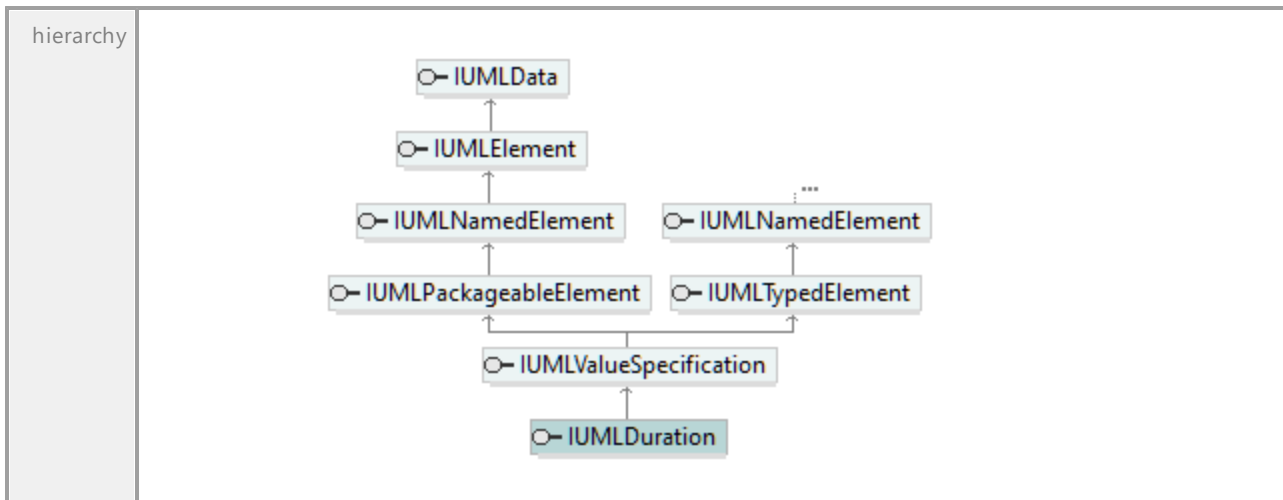 hierarchy
IUMLData
IUMLElement
...
IUMLNamedElement IUMLNamedElement
IUMLPackageableElement IUMLTypedElement
IUMLValueSpecification
IUMLDuration